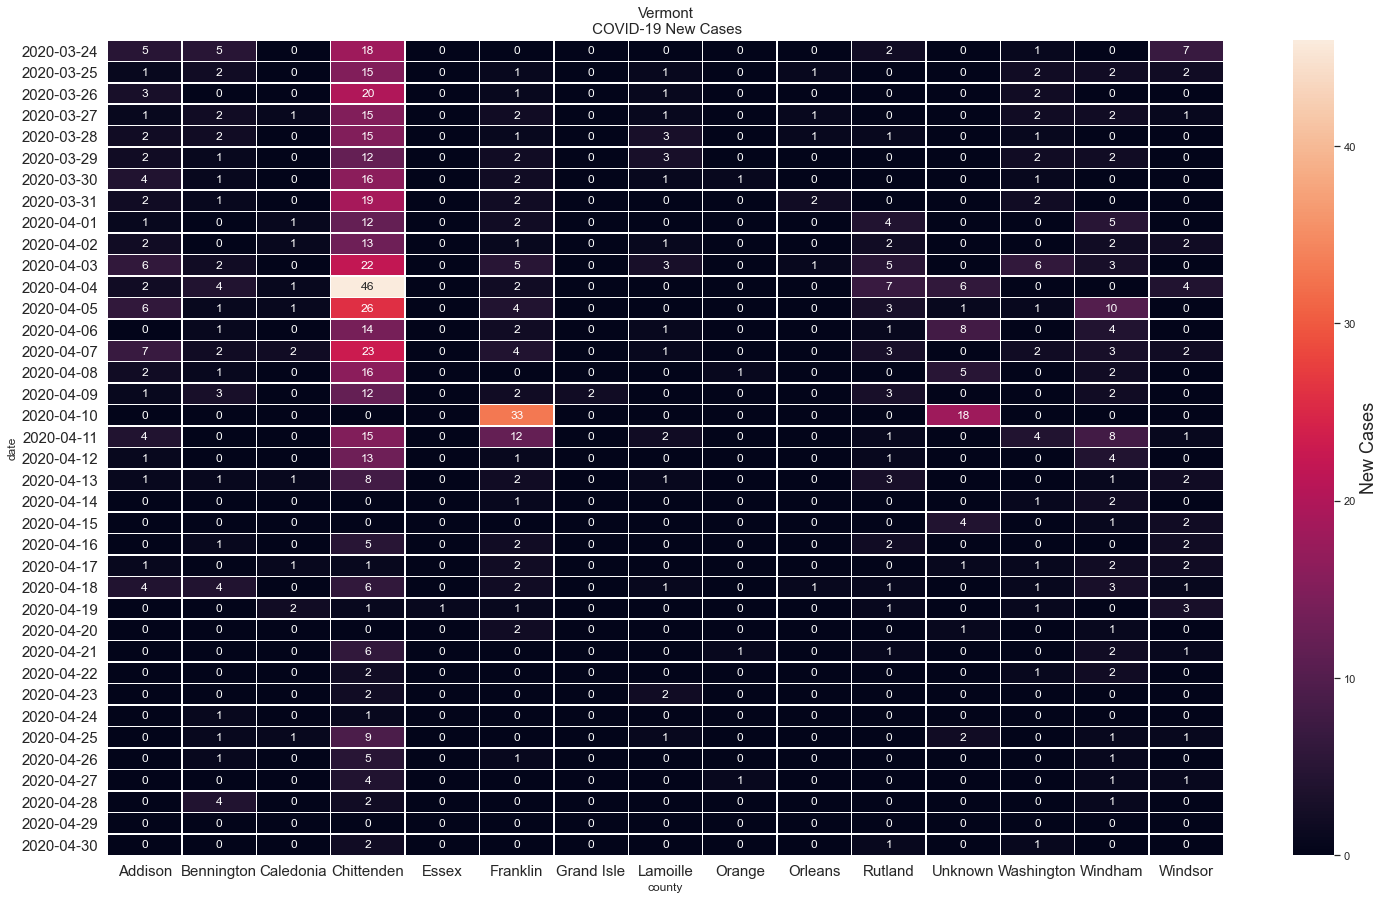 Vermont
COVID-19 New Cases
2020-03-24 5 5 0 18 0 0 0 0 0 0 2 0 1 0 7
2020-03-25 1 2 0 15 0 1 0 1 0 1 0 0 2 2 2
2020-03-26 3 0 0 20 0 1 0 1 0 0 0 0 2 0 0
2020-03-27 1 2 1 15 0 2 0 1 0 1 0 0 2 2 1
2020-03-28 2 2 0 15 0 1 0 3 0 1 1 0 1 0 0
2020-03-29 2 1 0 12 0 2 0 3 0 0 0 0 2 2 0
2020-03-30 4 1 0 16 0 2 0 1 1 0 0 0 1 0 0
2020-03-31 2 1 0 19 0 2 0 0 0 2 0 0 2 0 0
2020-04-01 1 0 1 12 0 2 0 0 0 0 4 0 0 5 0
2020-04-02 2 0 1 13 0 1 0 1 0 0 2 0 0 2 2
2020-04-03 6 2 0 22 0 5 0 3 0 1 5 0 6 3 0
2020-04-04 2 4 1 46 0 2 0 0 0 0 7 6 0 0 4
2020-04-05 6 1 1 26 0 4 0 0 0 0 3 1 1 10 0
2020-04-06 0 1 0 14 0 2 0 1 0 0 1 8 0 4 0
2020-04-07 7 2 2 23 0 4 0 1 0 0 3 0 2 3 2
2020-04-08 2 1 0 16 0 0 0 0 1 0 0 5 0 2 0
2020-04-09 1 3 0 12 0 2 2 0 0 0 3 0 0 2 0
2020-04-10 0 0 0 0 0 33 0 0 0 0 0 18 0 0 0
2020-04-11 4 0 0 15 0 12 0 2 0 0 1 0 4 8 1
2020-04-12 1 0 0 13 0 1 0 0 0 0 1 0 0 4 0
2020-04-13 1 1 1 8 0 2 0 1 0 0 3 0 0 1 2
2020-04-14 0 0 0 0 0 1 0 0 0 0 0 0 1 2 0
2020-04-15 0 0 0 0 0 0 0 0 0 0 0 4 0 1 2
2020-04-16 0 1 0 5 0 2 0 0 0 0 2 0 0 0 2
2020-04-17 1 0 1 1 0 2 0 0 0 0 0 1 1 2 2
2020-04-18 4 4 0 6 0 2 0 1 0 1 1 0 1 3 1
2020-04-19 0 0 2 1 1 1 0 0 0 0 1 0 1 0 3
2020-04-20 0 0 0 0 0 2 0 0 0 0 0 1 0 1 0
2020-04-21 0 0 0 6 0 0 0 0 1 0 1 0 0 2 1
2020-04-22 0 0 0 2 0 0 0 0 0 0 0 0 1 2 0
2020-04-23 0 0 0 2 0 0 0 2 0 0 0 0 0 0 0
2020-04-24 0 1 0 1 0 0 0 0 0 0 0 0 0 0 0
2020-04-25 0 1 1 9 0 0 0 1 0 0 0 2 0 1 1
2020-04-26 0 1 0 5 0 1 0 0 0 0 0 0 0 1 0
2020-04-27 0 0 0 4 0 0 0 0 1 0 0 0 0 1 1
2020-04-28 0 4 0 2 0 0 0 0 0 0 0 0 0 1 0
2020-04-29 0 0 0 0 0 0 0 0 0 0 0 0 0 0 0
2020-04-30 0 0 0 2 0 0 0 0 0 0 1 0 1 0 0
Addison Bennington Caledonia Chittenden Essex Franklin Grand Isle Lamoille Orange Orleans Rutland Unknown Washington Windham Windsor
county
date
40
30
20
10
0
New Cases